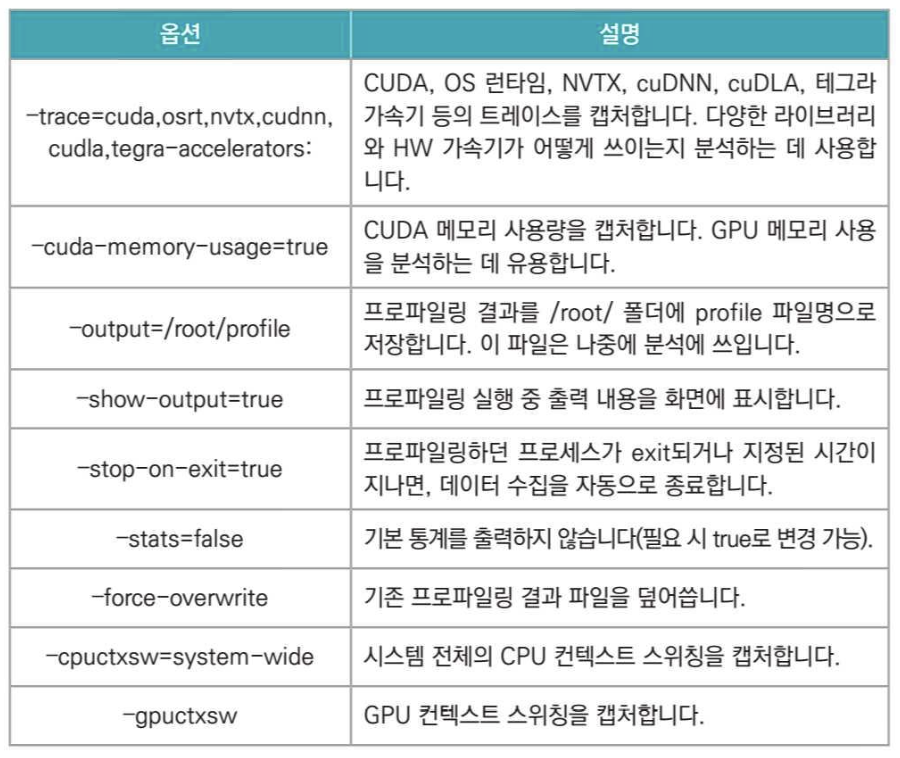 옵션
설명
-trace=cuda,osrt,nvtx,cudnn,
cudla,tegra-accelerators:
CUDA, OS 런타임, NVTX, cuDNN, cuDLA, 테그라
가속기 등의 트레이스를 캡처합니다. 다양한 라이브러리
와 HW 가속기가 어떻게 쓰이는지 분석하는 데 사용합
니다.
-cuda-memory-usage=true
CUDA 메모리 사용량을 캡처합니다. GPU 메모리 사용
을 분석하는 데 유용합니다.
-output=/root/profile
프로파일링 결과를 /root/ 폴더에 profile 파일명으로
저장합니다. 이 파일은 나중에 분석에 쓰입니다.
-show-output=true
프로파일링 실행 중 출력 내용을 화면에 표시합니다.
-stop-on-exit=true
프로파일링하던 프로세스가 exit되거나 지정된 시간이
지나면, 데이터 수집을 자동으로 종료합니다.
-stats=false
기본 통계를 출력하지 않습니다(필요 시 true로 변경 가능).
-force-overwrite
기존 프로파일링 결과 파일을 덮어씁니다.
-cpuctxsw=system-wide
시스템 전체의 CPU 컨텍스트 스위칭을 캡처합니다.
-gpuctxsw
GPU 컨텍스트 스위칭을 캡처합니다.